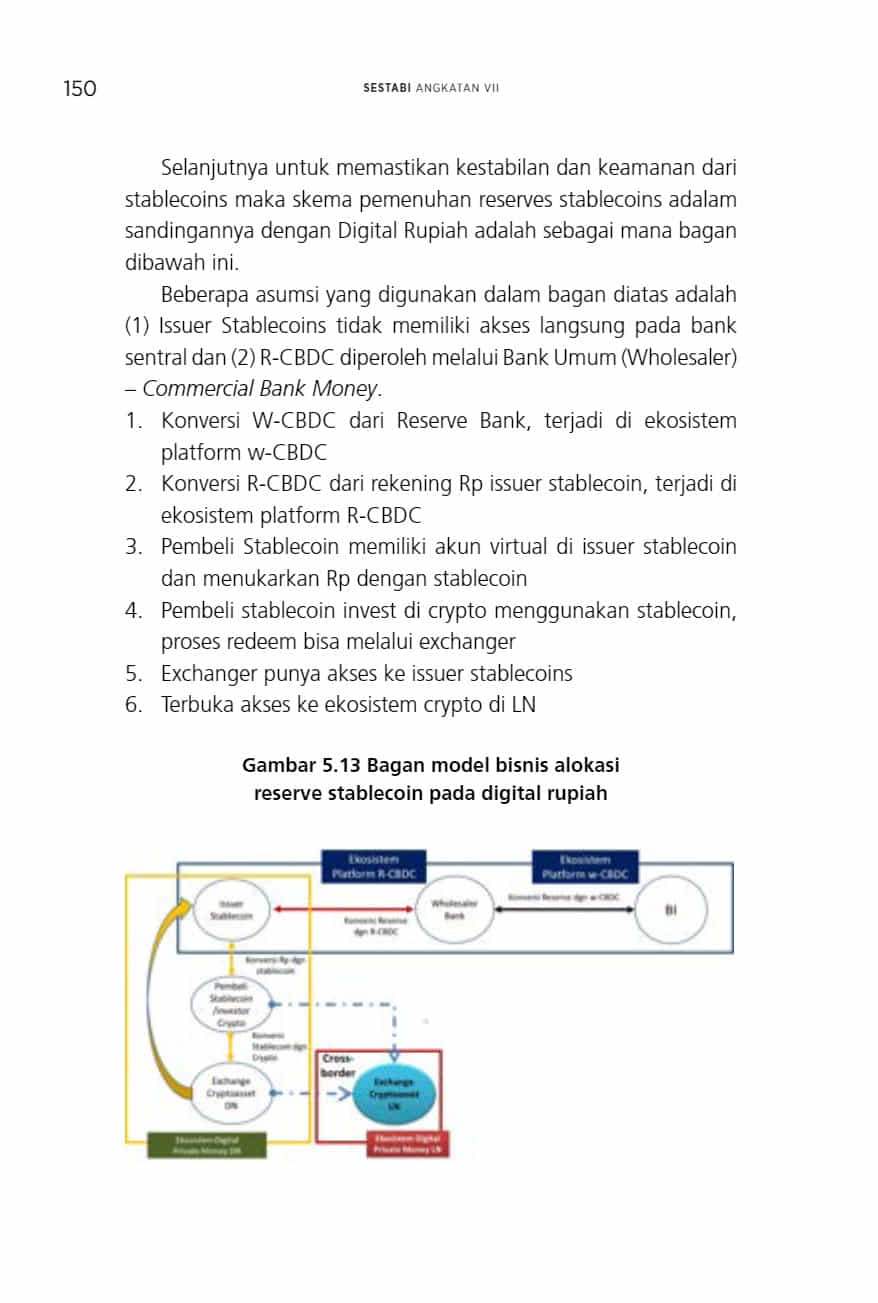 150
SESTABI ANGKATAN VII
Selanjutnya untuk memastikan kestabilan dan keamanan dari
stablecoins maka skema pemenuhan reserves stablecoins adalam
sandingannya dengan Digital Rupiah adalah sebagai mana bagan
dibawah ini.
Beberapa asumsi yang digunakan dalam bagan diatas adalah
(1) Issuer Stablecoins tidak memiliki akses langsung pada bank
sentral dan (2) R-CBDC diperoleh melalui Bank Umum (Wholesaler)
– Commercial Bank Money.
1. Konversi W-CBDC dari Reserve Bank, terjadi di ekosistem
platform w-CBDC
2. Konversi R-CBDC dari rekening Rp issuer stablecoin, terjadi di
ekosistem platform R-CBDC
3. Pembeli Stablecoin memiliki akun virtual di issuer stablecoin
dan menukarkan Rp dengan stablecoin
4. Pembeli stablecoin invest di crypto menggunakan stablecoin,
proses redeem bisa melalui exchanger
5. Exchanger punya akses ke issuer stablecoins
6. Terbuka akses ke ekosistem crypto di LN
Gambar 5.13 Bagan model bisnis alokasi
reserve stablecoin pada digital rupiah
Ekosistem
Platform R-CBDC
Ekosistem
Platform w-CBDC
Issuer
Stablecoin
Konversi Reserve
dgn R-CBDC
Wholesaler
Bank
Konversi Reserve dgn w-CBDC
BI
Konversi Rp dgn
stablecoin
Pembeli
Stablecoin
/Investor
Crypto
Konversi
Stablecoin dgn
Crypto
Cross-
border
Exchange
Cryptoasset
DN
Exchange
Cryptoasset
LN
Ekosistem Digital
Private Money DN
Ekosistem Digital
Private Money LN